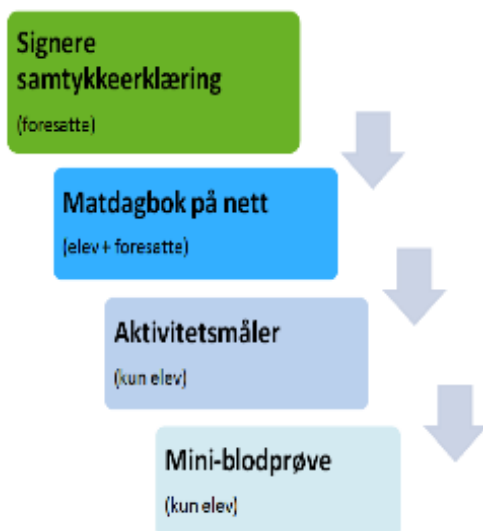 Signere
samtykkeerklæring
(foresatte)
Matdagbok på nett
(elev + foresatte)
Aktivitetsmåler
(kun elev)
Mini-blodprøve
(kun elev)